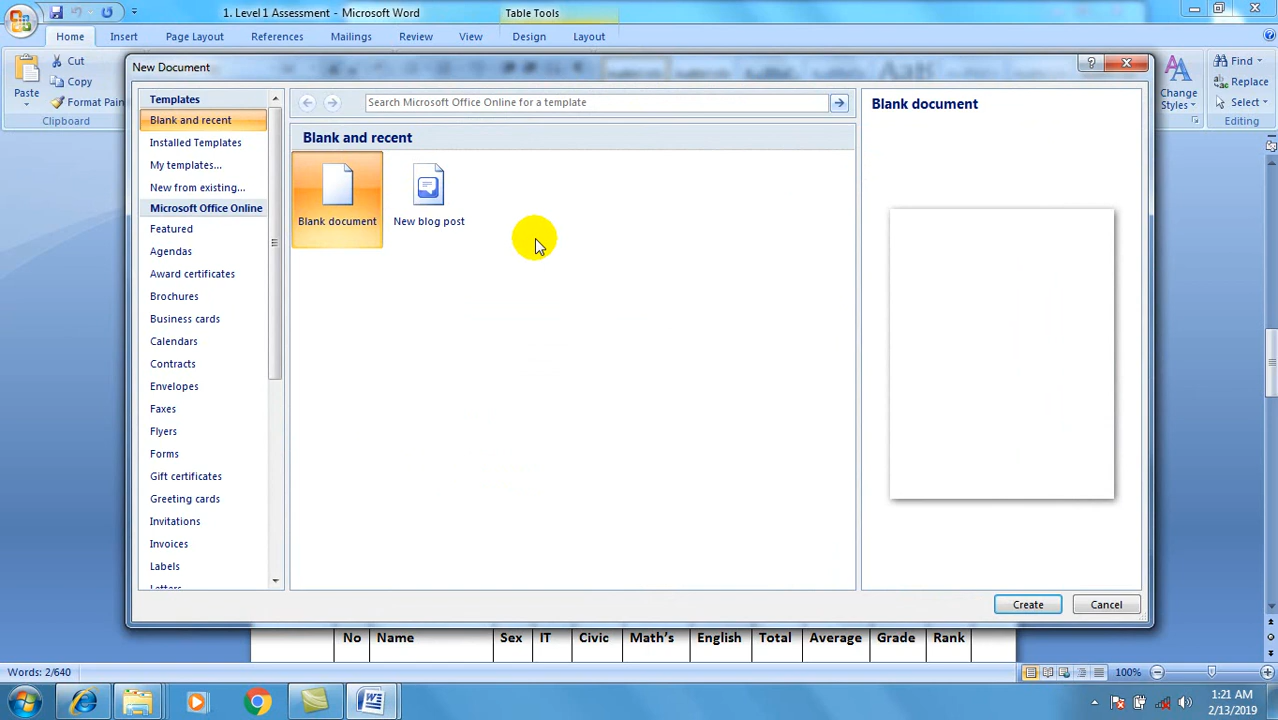 1. Level 1 Assessment - Microsoft Word
Table Tools
Home Insert Page Layout References Mailings Review View Design Layout
Cut
Copy
Format Pain
Paste
Clipboard
Change
Styles
Find
Replace
Select
Editing
New Document
Templates
Blank and recent
Installed Templates
My templates...
New from existing...
Microsoft Office Online
Featured
Agendas
Award certificates
Brochures
Business cards
Calendars
Contracts
Envelopes
Faxes
Flyers
Forms
Gift certificates
Greeting cards
Invitations
Invoices
Labels
Letters
Search Microsoft Office Online for a template
Blank and recent
Blank document
New blog post
Blank document
Create
Cancel
No Name Sex IT Civic Math's English Total Average Grade Rank
Words: 2/640
100%
1:21 AM
2/13/2019